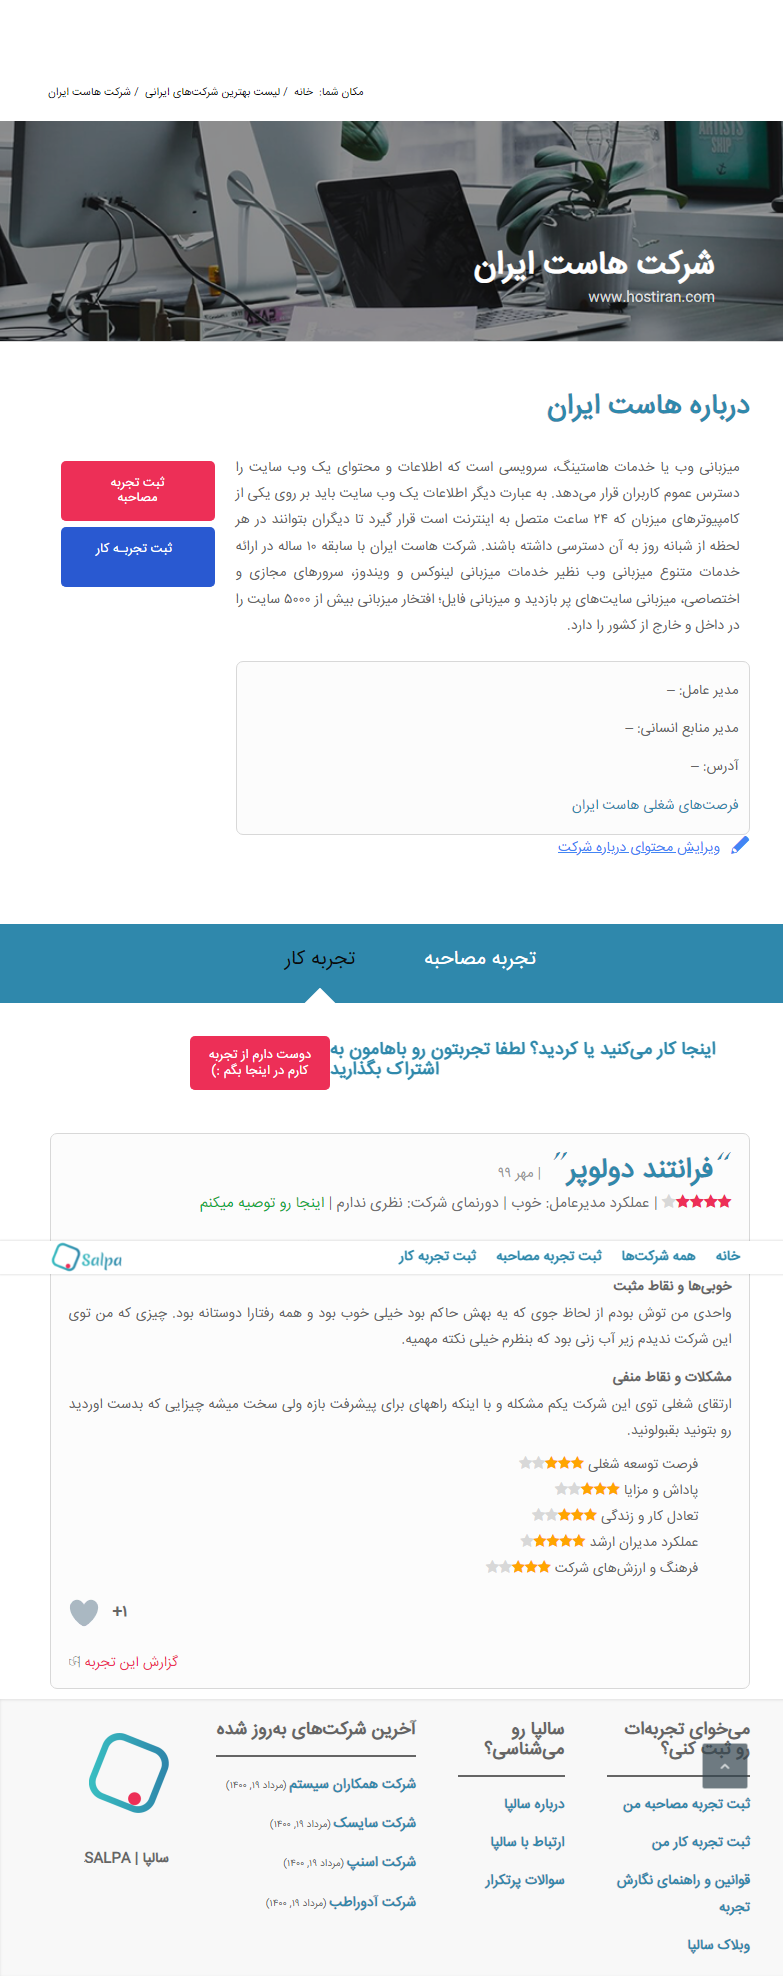 مکان شما: خانه / لیست بهترین شرکت‌های ایرانی / شرکت هاست ایران
ARTISTS
SHIP
شرکت هاست ایران
www.hostiran.com
درباره هاست ایران
میزبانی وب یا خدمات هاستینگ، سرویسی است که اطلاعات و محتوای یک وب سایت را
دسترس عموم کاربران قرار می‌دهد. به عبارت دیگر اطلاعات یک وب سایت باید بر روی یکی از
کامپیوترهای میزبان که ۲۴ ساعت متصل به اینترنت است قرار گیرد تا دیگران بتوانند در هر
لحظه از شبانه روز به آن دسترسی داشته باشند. شرکت هاست ایران با سابقه ۱۰ ساله در ارائه
خدمات متنوع میزبانی وب نظیر خدمات میزبانی لینوکس و ویندوز، سرورهای مجازی و
اختصاصی، میزبانی سایت‌های پر بازدید و میزبانی فایل؛ افتخار میزبانی بیش از ۵۰۰۰ سایت را
در داخل و خارج از کشور را دارد.
ثبت تجربه
مصاحبه
ثبت تجربـه کار
مدیر عامل: –
مدیر منابع انسانی: –
آدرس: –
فرصت‌های شغلی هاست ایران
ویرایش محتوای درباره شرکت
تجربه مصاحبه
تجربه کار
اینجا کار می‌کنید یا کردید؟ لطفا تجربتون رو باهامون به
اشتراک بگذارید
دوست دارم از تجربه
کارم در اینجا بگم :)
“فرانتند دولوپر” | مهر ۹۹
| عملکرد مدیرعامل: خوب | دورنمای شرکت: نظری ندارم | اینجا رو توصیه میکنم
خانه همه شرکت‌ها ثبت تجربه مصاحبه ثبت تجربه کار
Salpa
خوبی‌ها و نقاط مثبت
واحدی من توش بودم از لحاظ جوی که یه بهش حاکم بود خیلی خوب بود و همه رفتارا دوستانه بود. چیزی که من توی
این شرکت ندیدم زیر آب زنی بود که بنظرم خیلی نکته مهمیه.
مشکلات و نقاط منفی
ارتقای شغلی توی این شرکت یکم مشکله و با اینکه راههای برای پیشرفت بازه ولی سخت میشه چیزایی که بدست اوردید
رو بتونید بقبولونید.
فرصت توسعه شغلی
پاداش و مزایا
تعادل کار و زندگی
عملکرد مدیران ارشد
فرهنگ و ارزش‌های شرکت
+۱
گزارش این تجربه
می‌خوای تجربه‌ات
رو ثبت کنی؟
ثبت تجربه مصاحبه من
ثبت تجربه کار من
قوانین و راهنمای نگارش
تجربه
وبلاک سالپا
سالپا رو
می‌شناسی؟
درباره سالپا
ارتباط با سالپا
سوالات پرتکرار
آخرین شرکت‌های به‌روز شده
شرکت همکاران سیستم (مرداد ۱۹, ۱۴۰۰)
شرکت سایسک (مرداد ۱۹, ۱۴۰۰)
شرکت اسنپ (مرداد ۱۹, ۱۴۰۰)
شرکت آدوراطب (مرداد ۱۹, ۱۴۰۰)
سالپا | SALPA